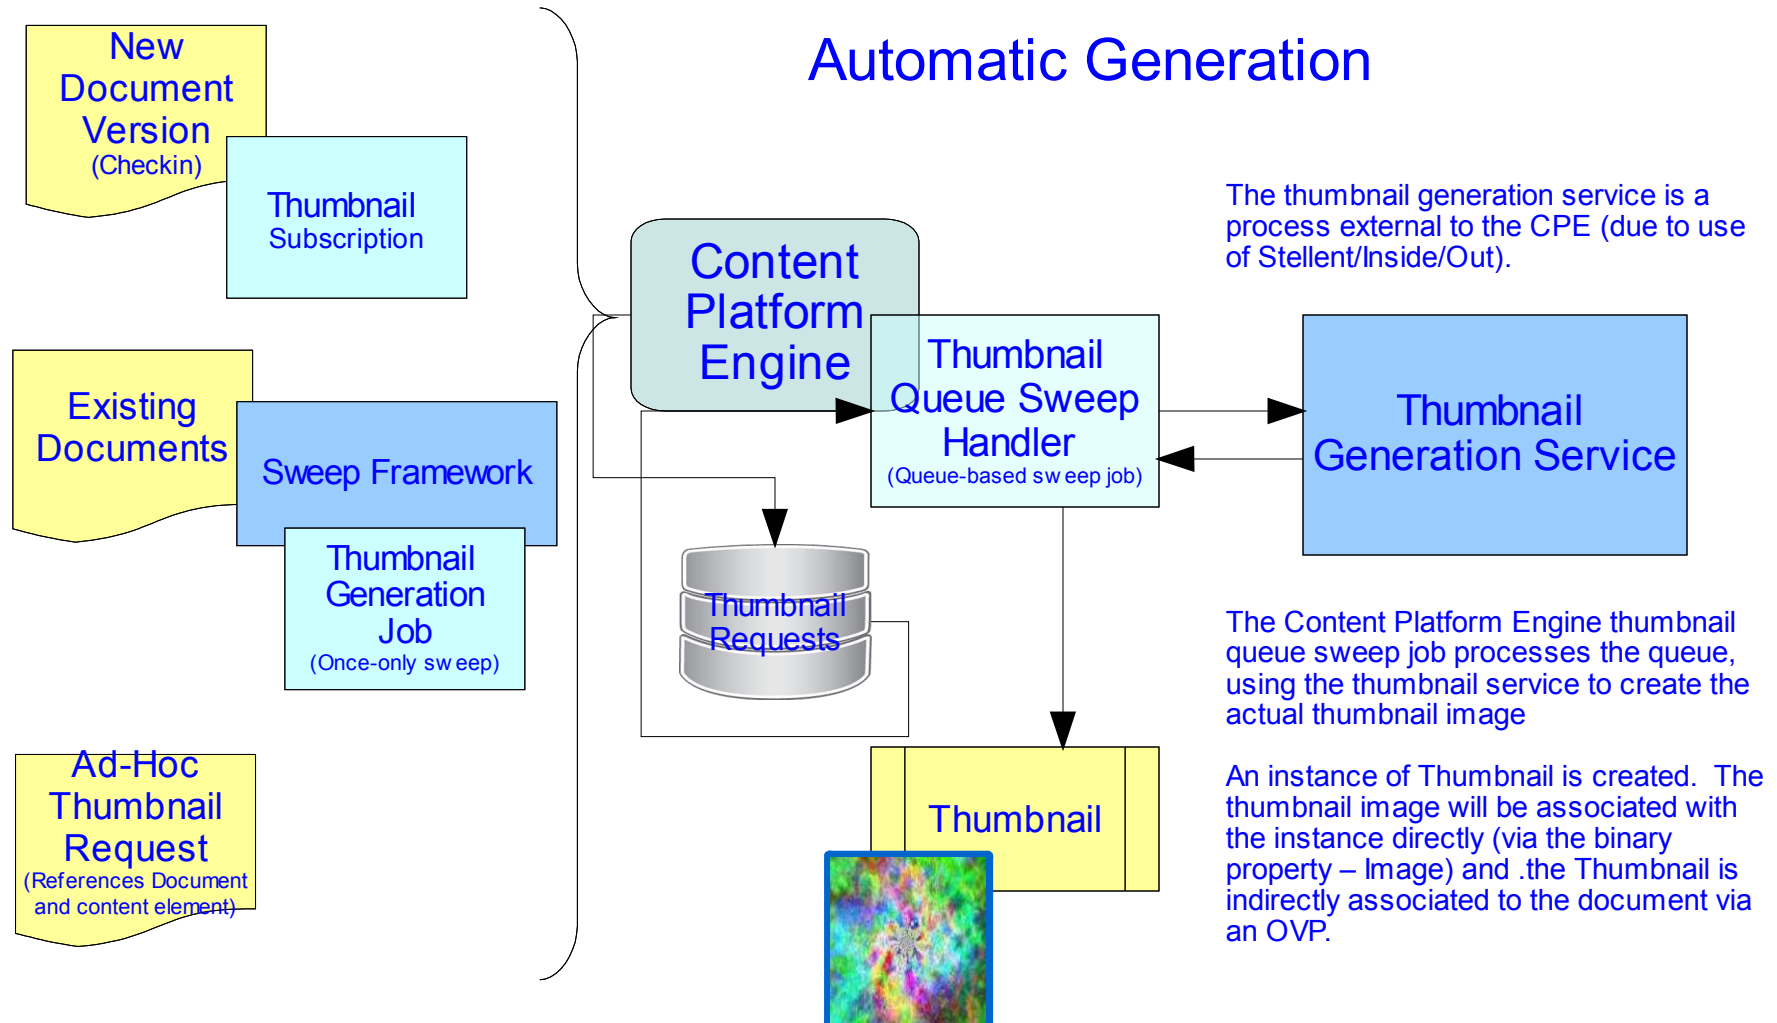 Automatic Generation
New
Document
Version
(Checkin)
Thumbnail
Subscription
Existing
Documents
Sweep Framework
Thumbnail
Generation
Job
(Once-only sweep)
Ad-Hoc
Thumbnail
Request
(References Document
and content element)
Content
Platform
Engine
Thumbnail
Queue Sweep
Handler
(Queue-based sweep job)
Thumbnail
Requests
Thumbnail
Thumbnail
Generation Service
The thumbnail generation service is a
process external to the CPE (due to use
of Stellent/Inside/Out).
The Content Platform Engine thumbnail
queue sweep job processes the queue,
using the thumbnail service to create the
actual thumbnail image
An instance of Thumbnail is created.  The
thumbnail image will be associated with
the instance directly (via the binary
property – Image) and .the Thumbnail is
indirectly associated to the document via
an OVP.